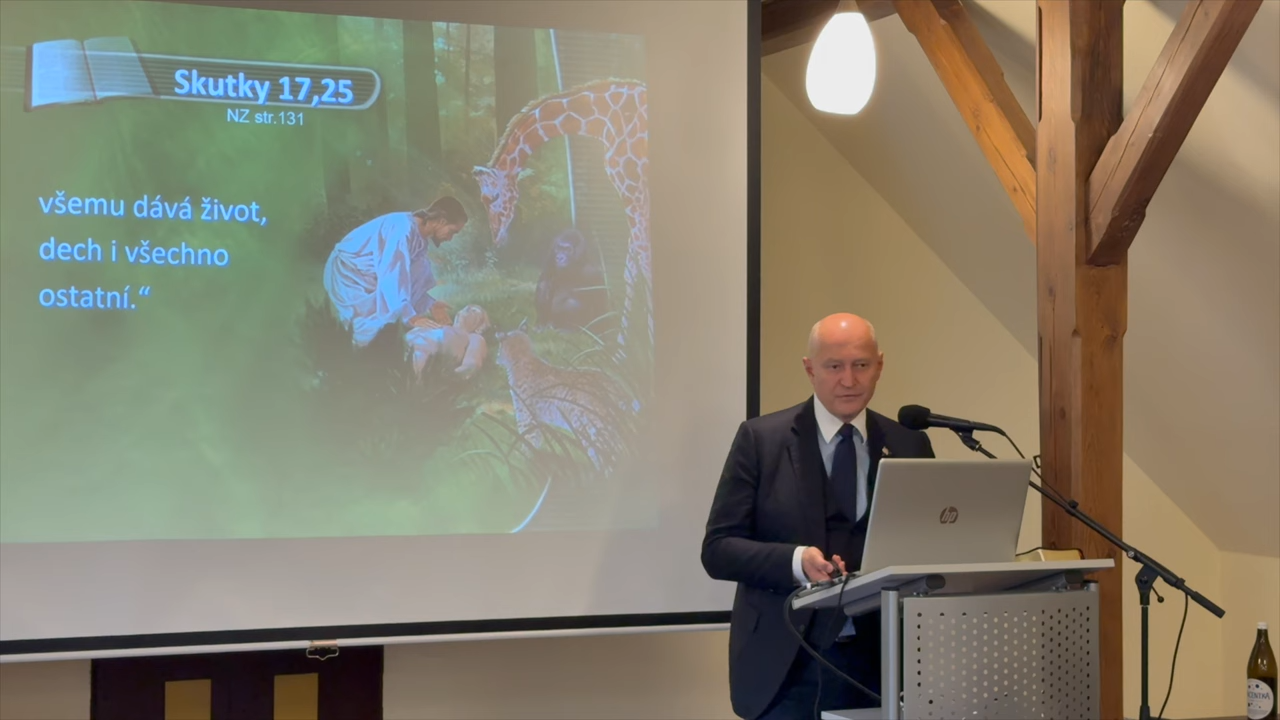 Skutky 17,25
NZ str.131
všemu dává život,
dech i všechno
ostatní.“
hp